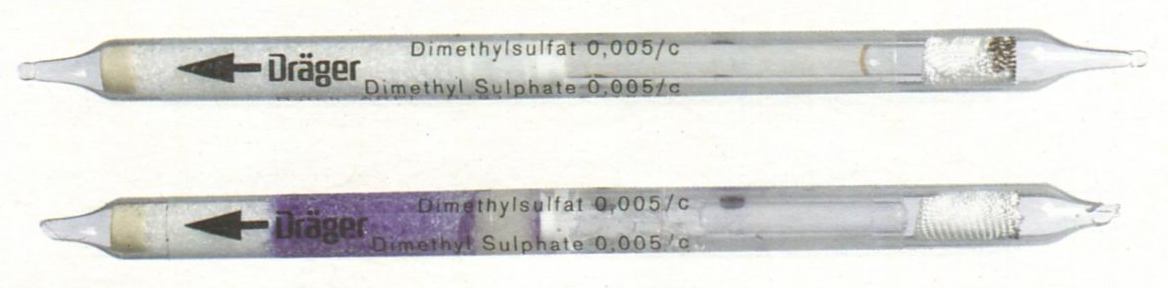 Dräger
Dimethylsulfat 0,005/c
Dimethyl Sulphate 0,005/c
Dräger
Dimethylsulfat 0,005/c
Dimethyl Sulphate 0,005/c